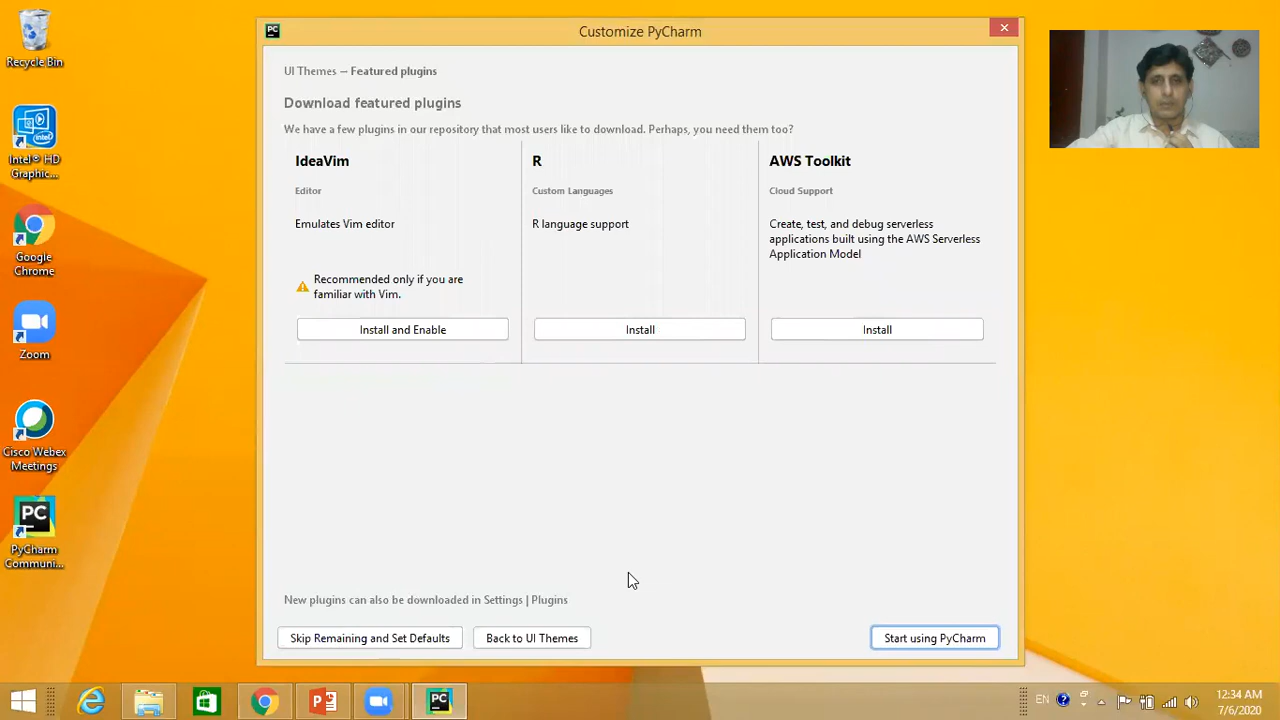 Recycle Bin
Intel® HD
Graphic...
Google
Chrome
Zoom
Cisco Webex
Meetings
PC
PyCharm
Communi...
PC
Customize PyCharm
UI Themes — Featured plugins
Download featured plugins
We have a few plugins in our repository that most users like to download. Perhaps, you need them too?
IdeaVim
Editor
Emulates Vim editor
Recommended only if you are
familiar with Vim.
Install and Enable
R
Custom Languages
R language support
Install
AWS Toolkit
Cloud Support
Create, test, and debug serverless
applications built using the AWS Serverless
Application Model
Install
New plugins can also be downloaded in Settings | Plugins
Skip Remaining and Set Defaults
Back to UI Themes
Start using PyCharm
EN
12:34 AM
7/6/2020